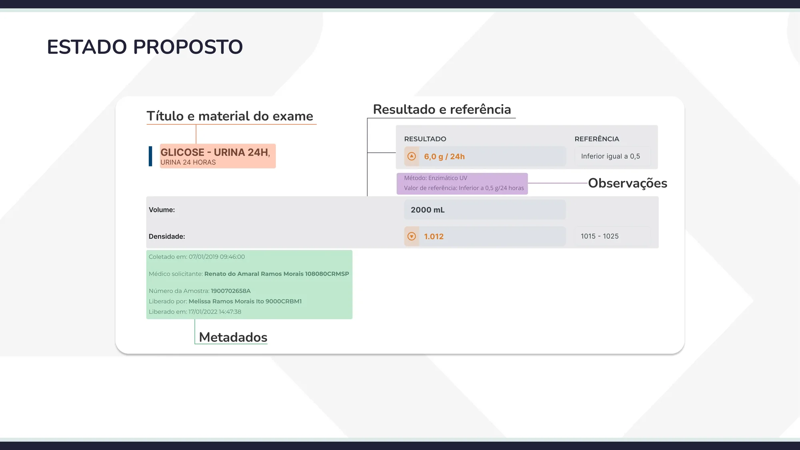 ESTADO PROPOSTO
Título e material do exame
Resultado e referência
RESULTADO
REFERÊNCIA
GLICOSE - URINA 24H,
URINA 24 HORAS
6,0 g / 24h
Inferior igual a 0,5
Método: Enzimático UV
Valor de referência: Inferior a 0,5 g/24 horas
Observações
Volume:
2000 mL
Densidade:
1.012
1015 - 1025
Coletado em: 07/01/2019 09:46:00
Médico solicitante: Renato do Amaral Ramos Morais 108080CRMSP
Número da Amostra: 1900702658A
Liberado por: Melissa Ramos Morais Ito 9000CRBM1
Liberado em: 17/01/2022 14:47:38
Metadados